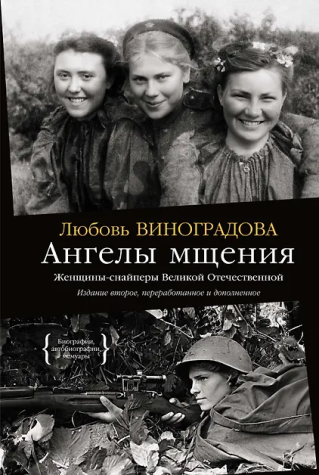 Любовь ВИНОГРАДОВА
Ангелы мщения
Женщины-снайперы Великой Отечественной
Издание второе, переработанное и дополненное
Биографии,
автобиографии,
мемуары